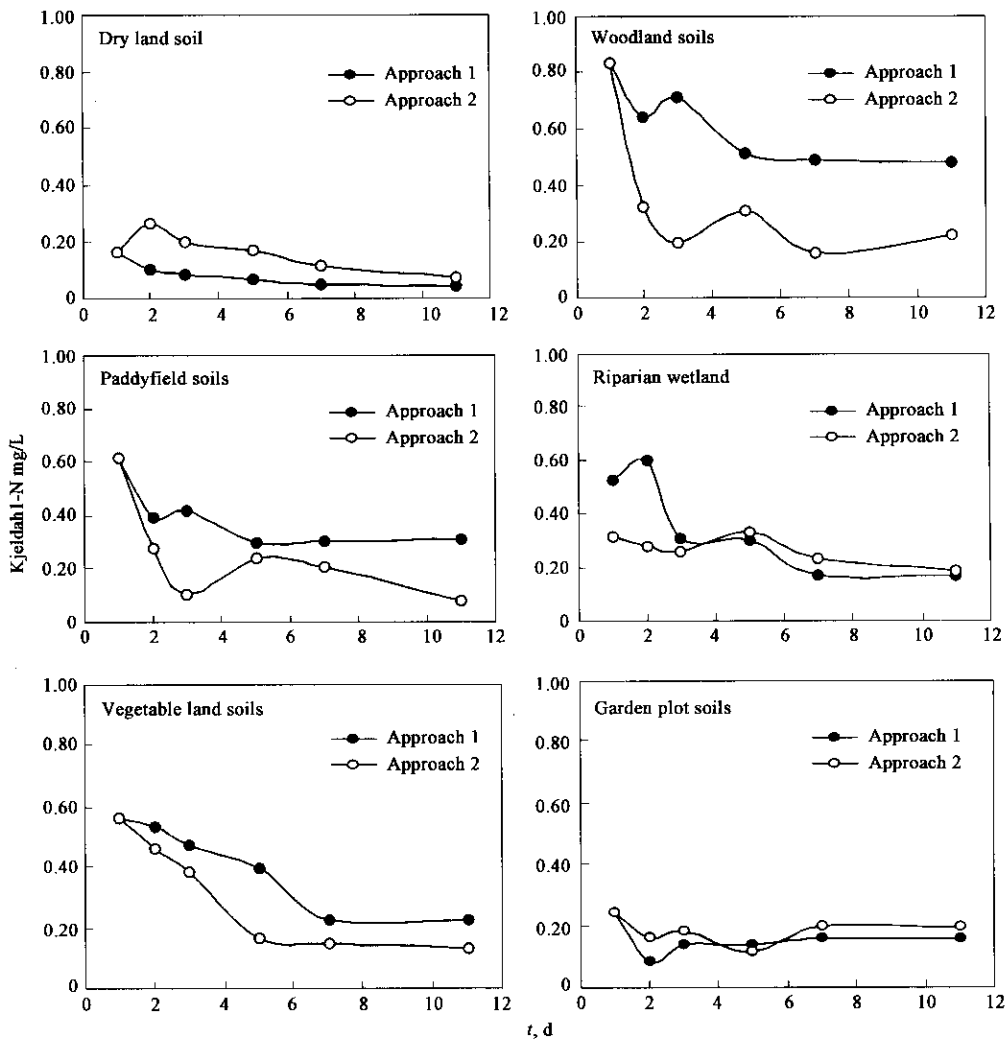 1.00
Dry land soil
0.80
Approach 1
Approach 2
0.60
0.40
0.20
0
0 2 4 6 8 10 12
1.00
Woodland soils
0.80
Approach 1
Approach 2
0.60
0.40
0.20
0
0 2 4 6 8 10 12
1.00
Paddyfield soils
0.80
Approach 1
Approach 2
0.60
0.40
0.20
0
0 2 4 6 8 10 12
1.00
Riparian wetland
0.80
Approach 1
Approach 2
0.60
0.40
0.20
0
0 2 4 6 8 10 12
Kjeldah1-N mg/L
1.00
Vegetable land soils
0.80
Approach 1
Approach 2
0.60
0.40
0.20
0
0 2 4 6 8 10 12
1.00
Garden plot soils
0.80
Approach 1
Approach 2
0.60
0.40
0.20
0
0 2 4 6 8 10 12
t, d